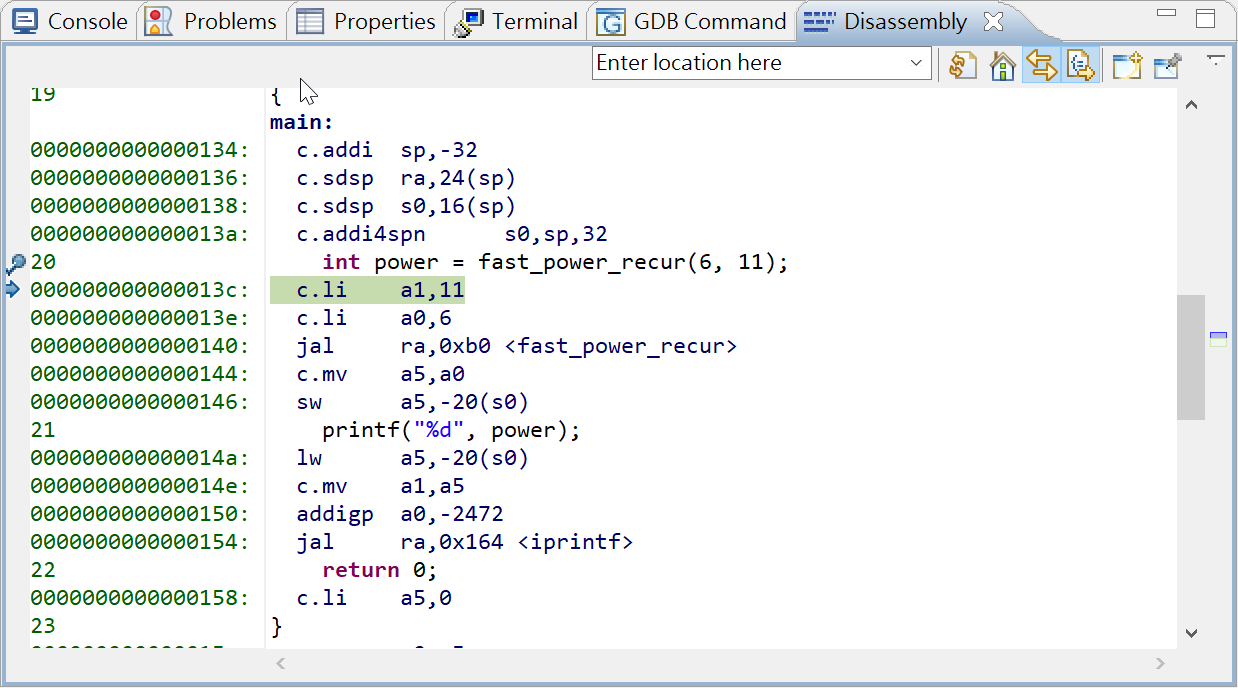 Console Problems Properties Terminal GDB Command Disassembly
Enter location here
19 {
main:
0000000000000134: c.addi sp,-32
0000000000000136: c.sdsp ra,24(sp)
0000000000000138: c.sdsp s0,16(sp)
000000000000013a: c.addi4spn s0,sp,32
20 int power = fast_power_recur(6, 11);
000000000000013c: c.li a1,11
000000000000013e: c.li a0,6
0000000000000140: jal ra,0xb0 <fast_power_recur>
0000000000000144: c.mv a5,a0
0000000000000146: sw a5,-20(s0)
21 printf("%d", power);
000000000000014a: lw a5,-20(s0)
000000000000014e: c.mv a1,a5
0000000000000150: addigp a0,-2472
0000000000000154: jal ra,0x164 <iprintf>
22 return 0;
0000000000000158: c.li a5,0
23 }